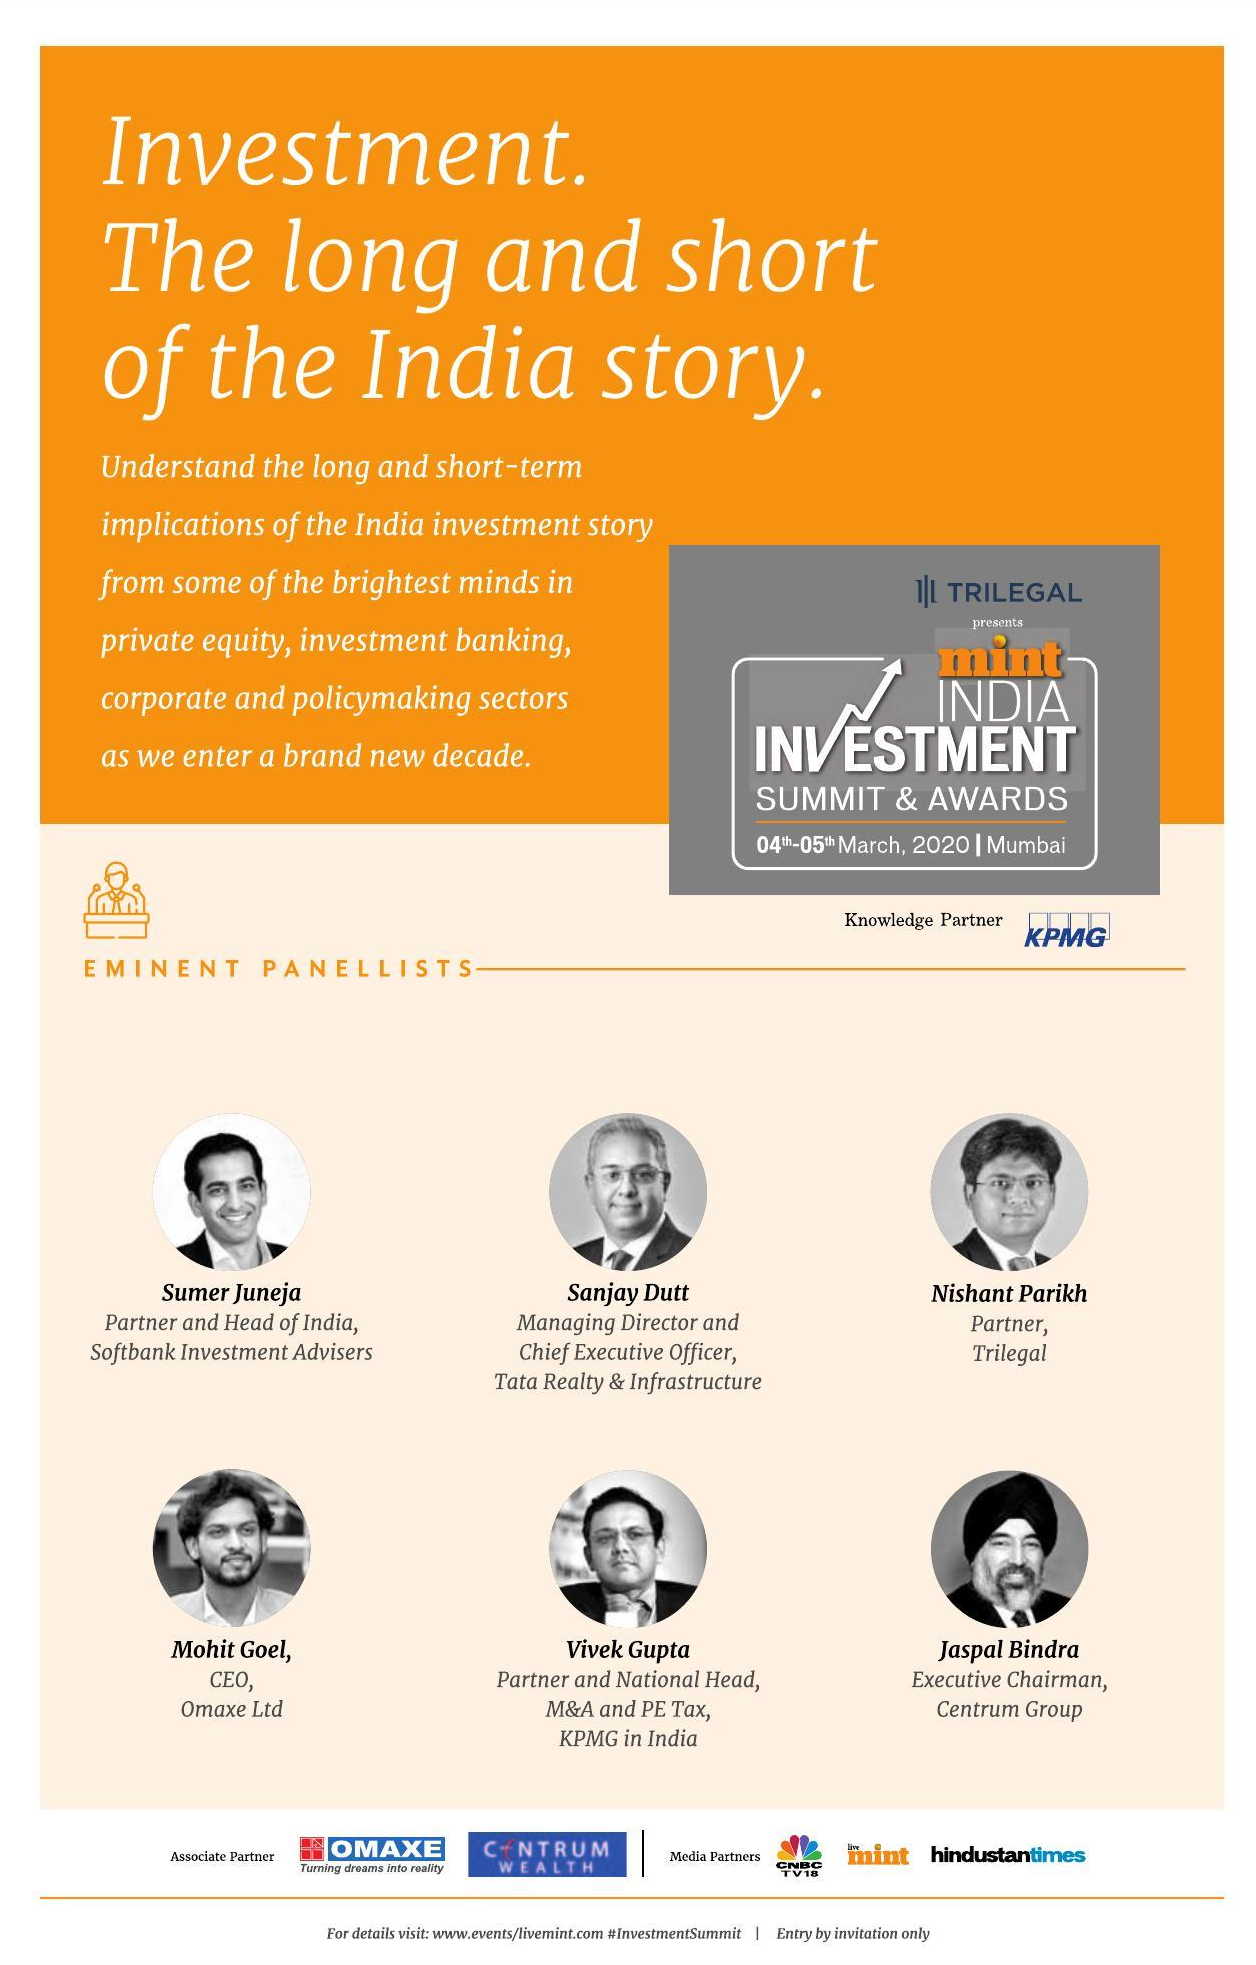 Investment.
The long and short
of the India story.
Understand the long and short-term
implications of the India investment story
from some of the brightest minds in
private equity, investment banking,
corporate and policymaking sectors
as we enter a brand new decade.
TRILEGAL
presents
mint
INDIA
INVESTMENT
SUMMIT & AWARDS
04th-05th March, 2020 | Mumbai
Knowledge Partner KPMG
EMINENT PANELLISTS
Sumer Juneja
Partner and Head of India,
Softbank Investment Advisers
Sanjay Dutt
Managing Director and
Chief Executive Officer,
Tata Realty & Infrastructure
Nishant Parikh
Partner,
Trilegal
Mohit Goel,
CEO,
Omaxe Ltd
Vivek Gupta
Partner and National Head,
M&A and PE Tax,
KPMG in India
Jaspal Bindra
Executive Chairman,
Centrum Group
Associate Partner
OMAXE
Turning dreams into reality
CENTRUM
WEALTH
Media Partners
CNBC
TV18
live
mint
hindustantimes
For details visit: www.events/livemint.com #InvestmentSummit | Entry by invitation only